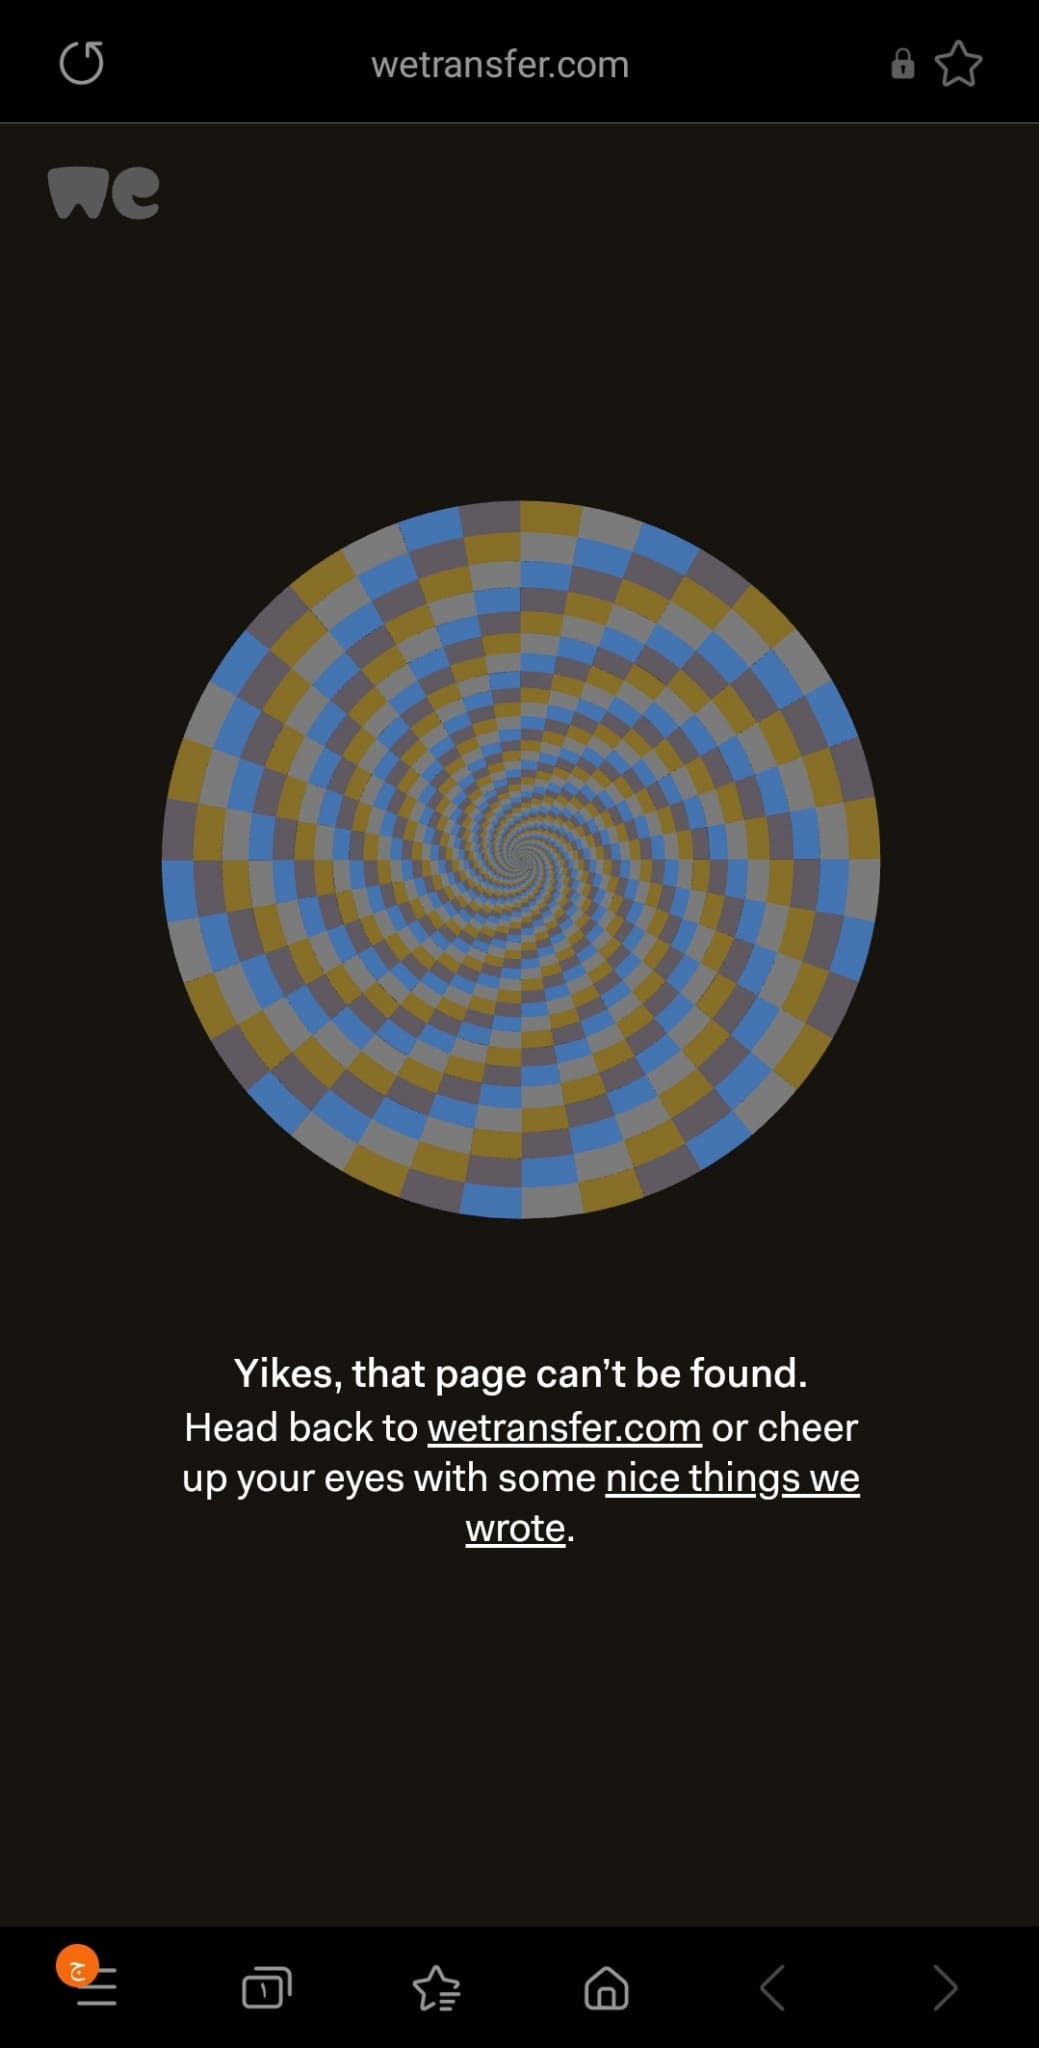 wetransfer.com
we
Yikes, that page can’t be found.
Head back to wetransfer.com or cheer
up your eyes with some nice things we
wrote.
ج
١